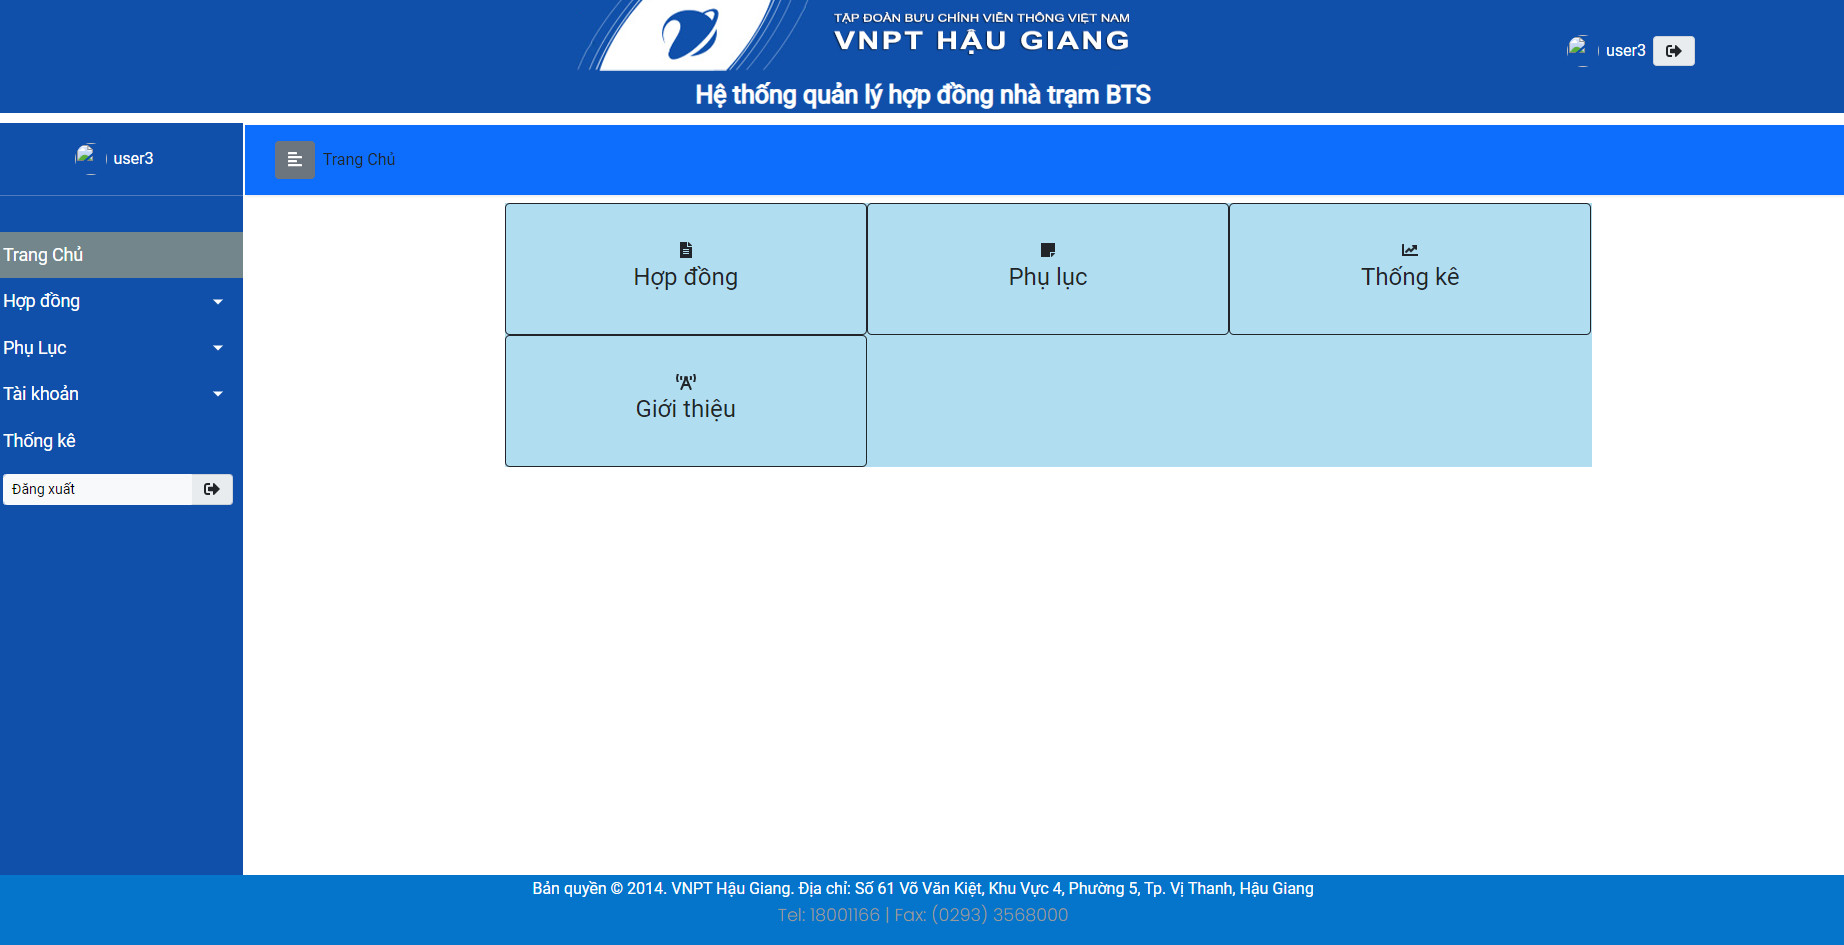 TẬP ĐOÀN BƯU CHÍNH VIỄN THÔNG VIỆT NAM
VNPT HẬU GIANG
user3
Hệ thống quản lý hợp đồng nhà trạm BTS
user3
Trang Chủ
Trang Chủ
Hợp đồng
Phụ Lục
Tài khoản
Thống kê
Đăng xuất
Hợp đồng
Phụ lục
Thống kê
Giới thiệu
Bản quyền © 2014. VNPT Hậu Giang. Địa chỉ: Số 61 Võ Văn Kiệt, Khu Vực 4, Phường 5, Tp. Vị Thanh, Hậu Giang
Tel: 18001166 | Fax: (0293) 3568000